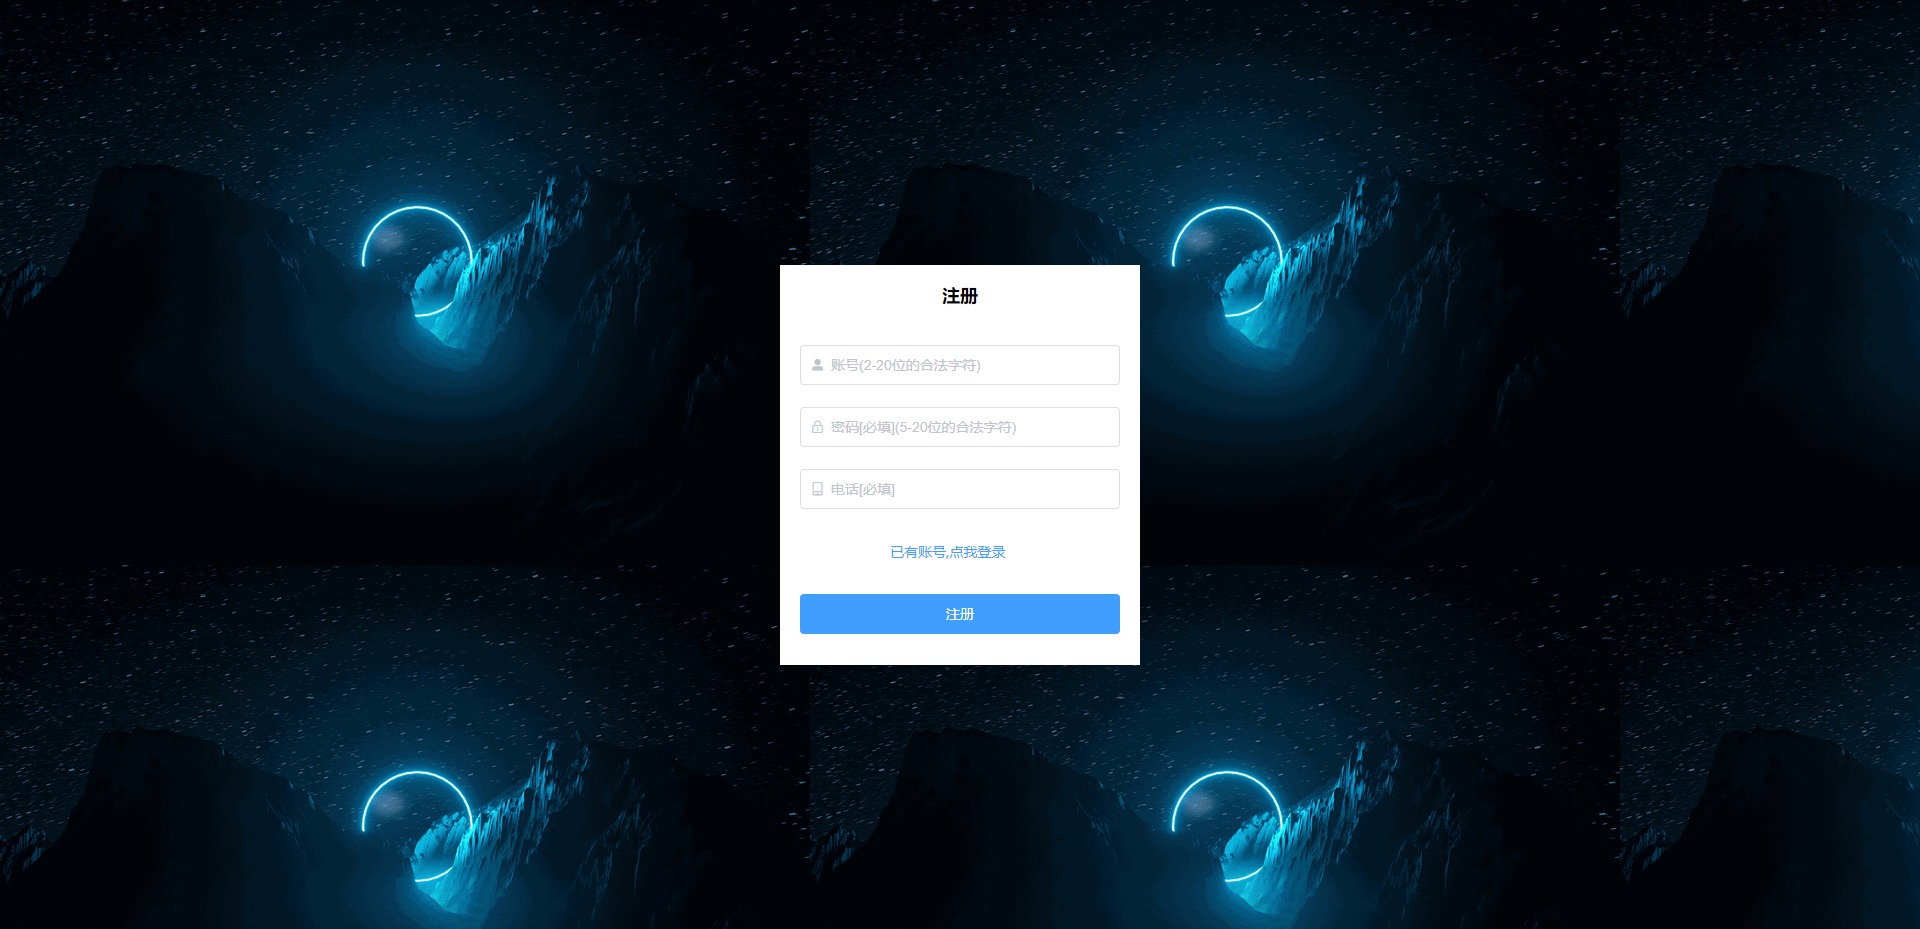 注册
账号(2-20位的合法字符)
密码[必填](5-20位的合法字符)
电话[必填]
已有账号,点我登录
注册